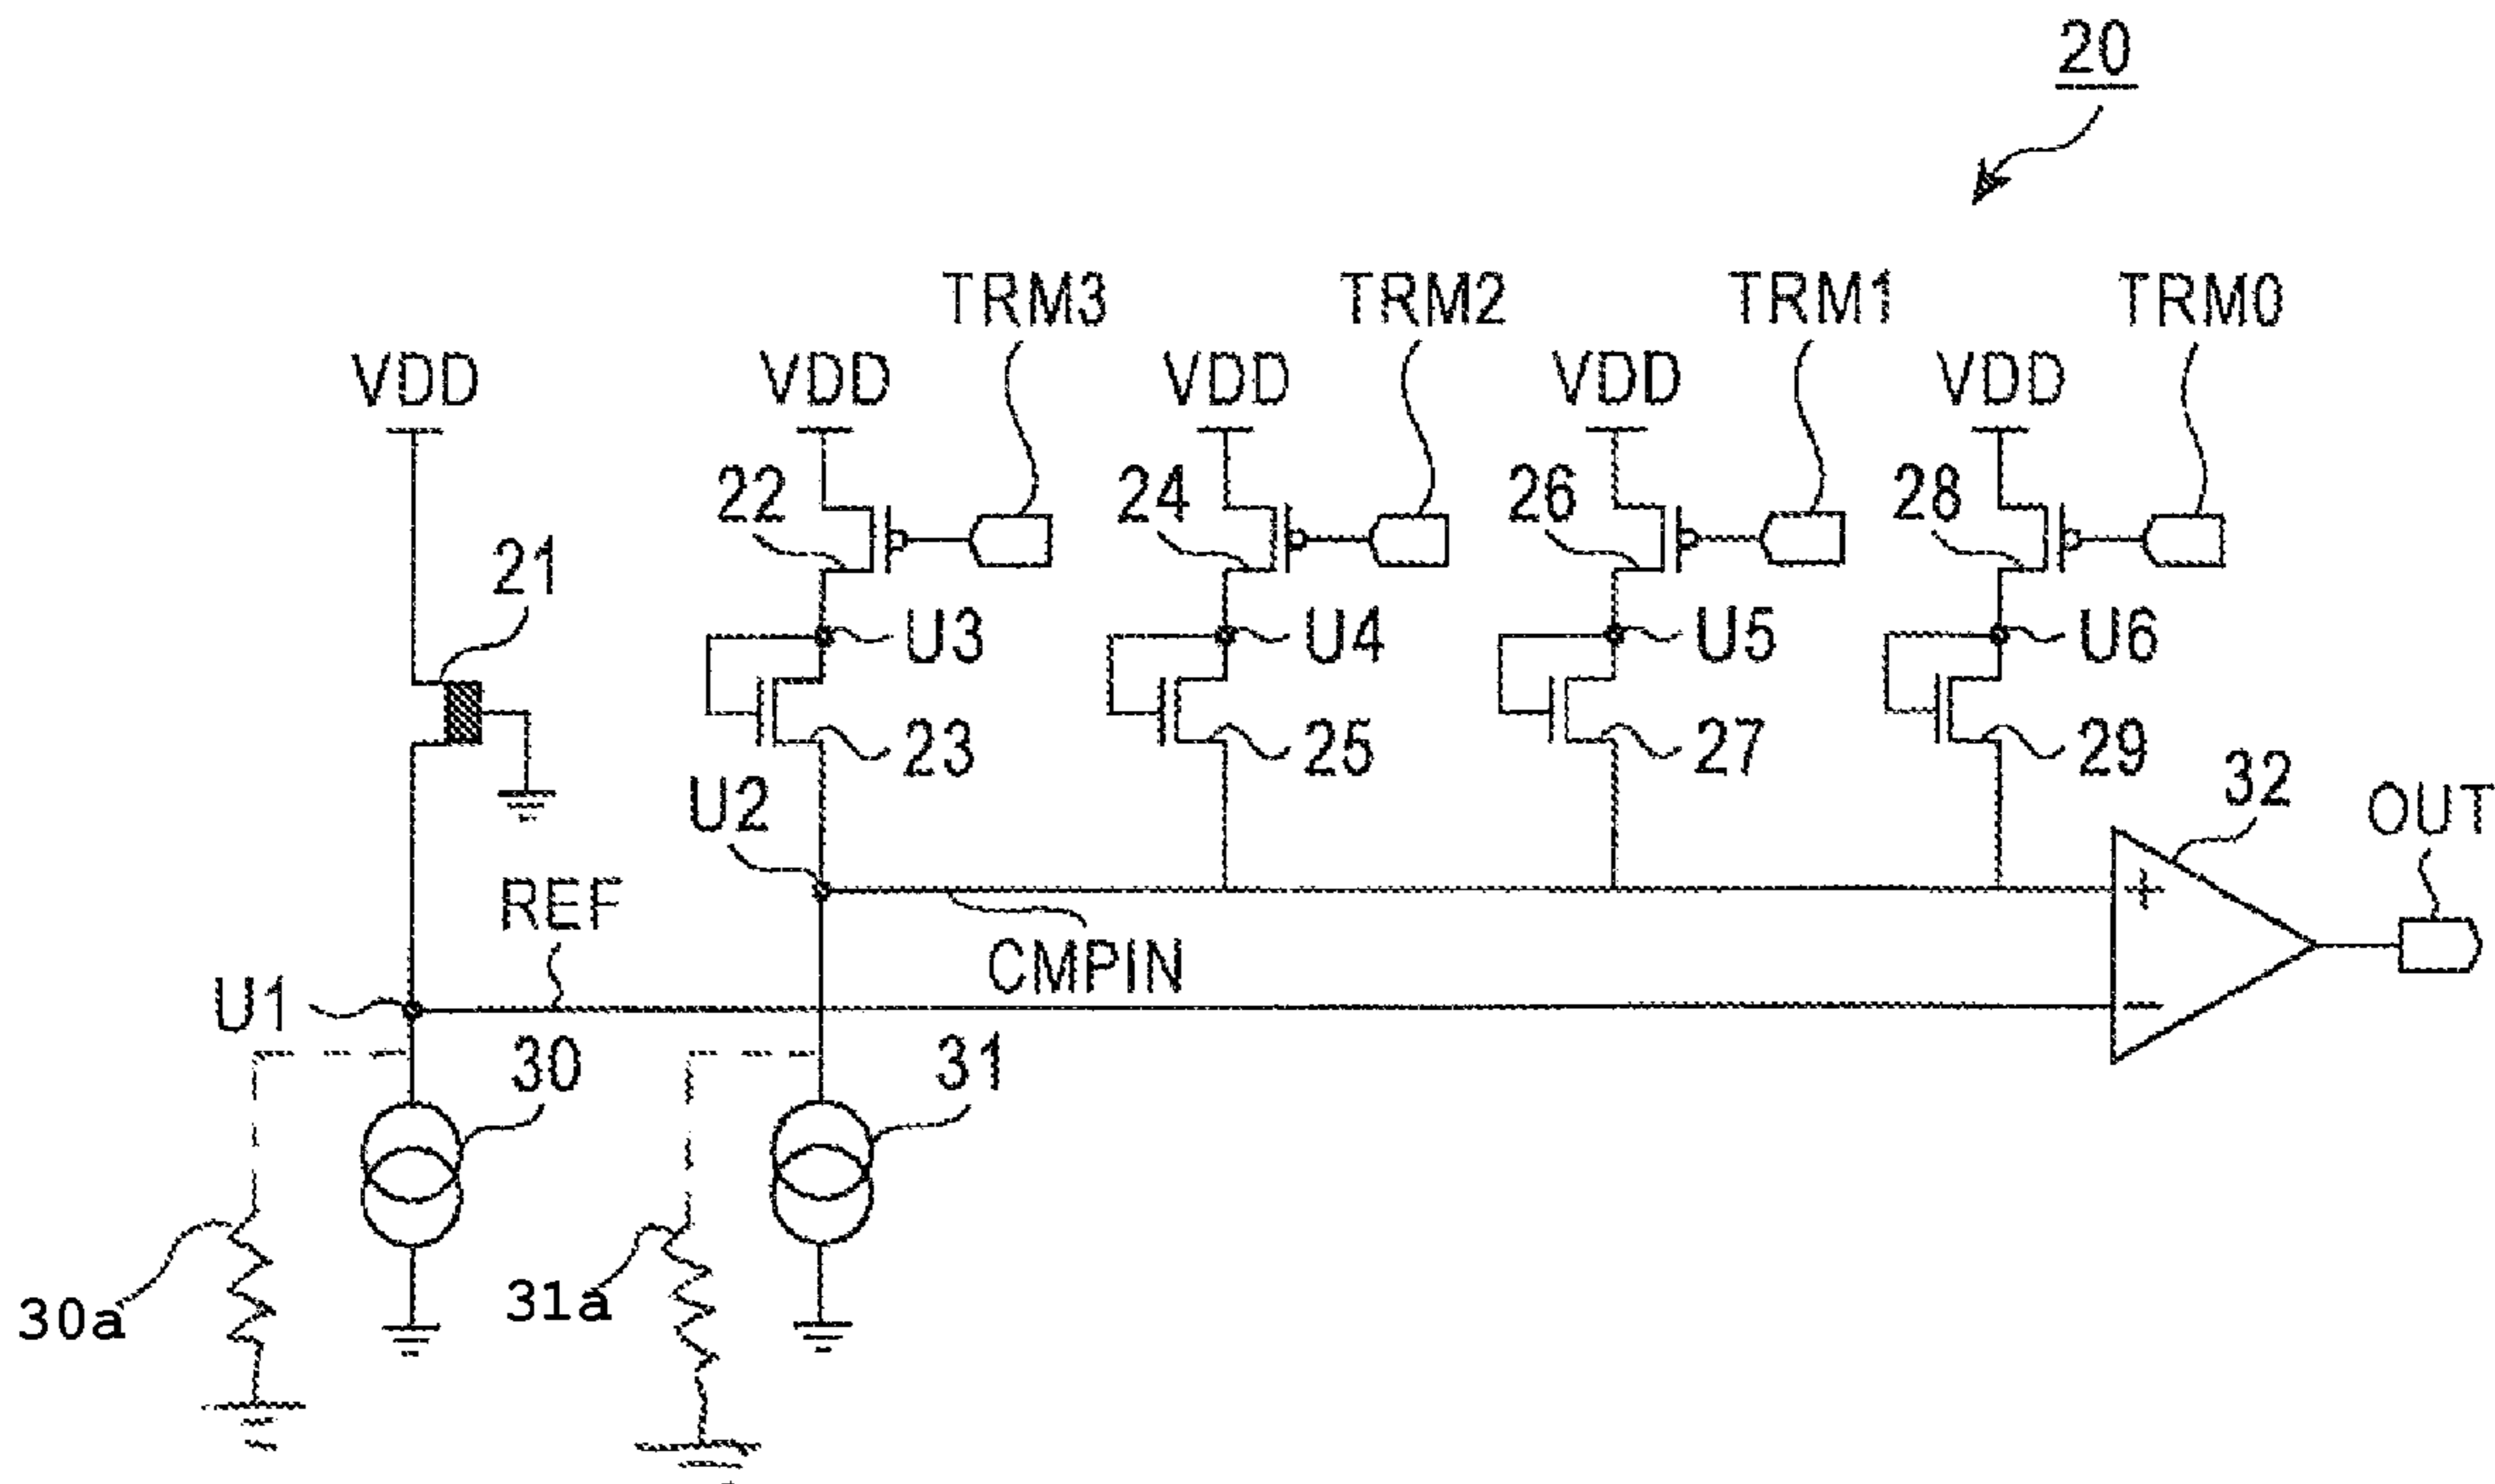 20
TRM3 TRM2 TRM1 TRM0
VDD VDD VDD VDD VDD
22 24 26 28
21
U3 U4 U5 U6
23 25 27 29
U2 32 OUT
REF +
CMPIN
U1 −
30 31
30a 31a